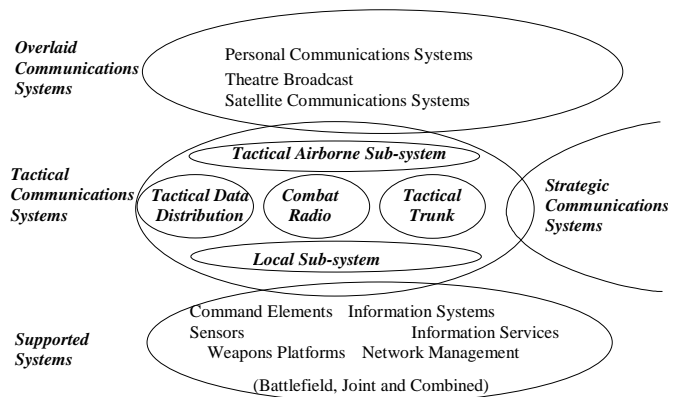 Overlaid
Communications
Systems
Personal Communications Systems
Theatre Broadcast
Satellite Communications Systems
Tactical
Communications
Systems
Tactical Airborne Sub-system
Tactical Data
Distribution
Combat
Radio
Tactical
Trunk
Local Sub-system
Strategic
Communications
Systems
Supported
Systems
Command Elements Information Systems
Sensors Information Services
Weapons Platforms Network Management
(Battlefield, Joint and Combined)